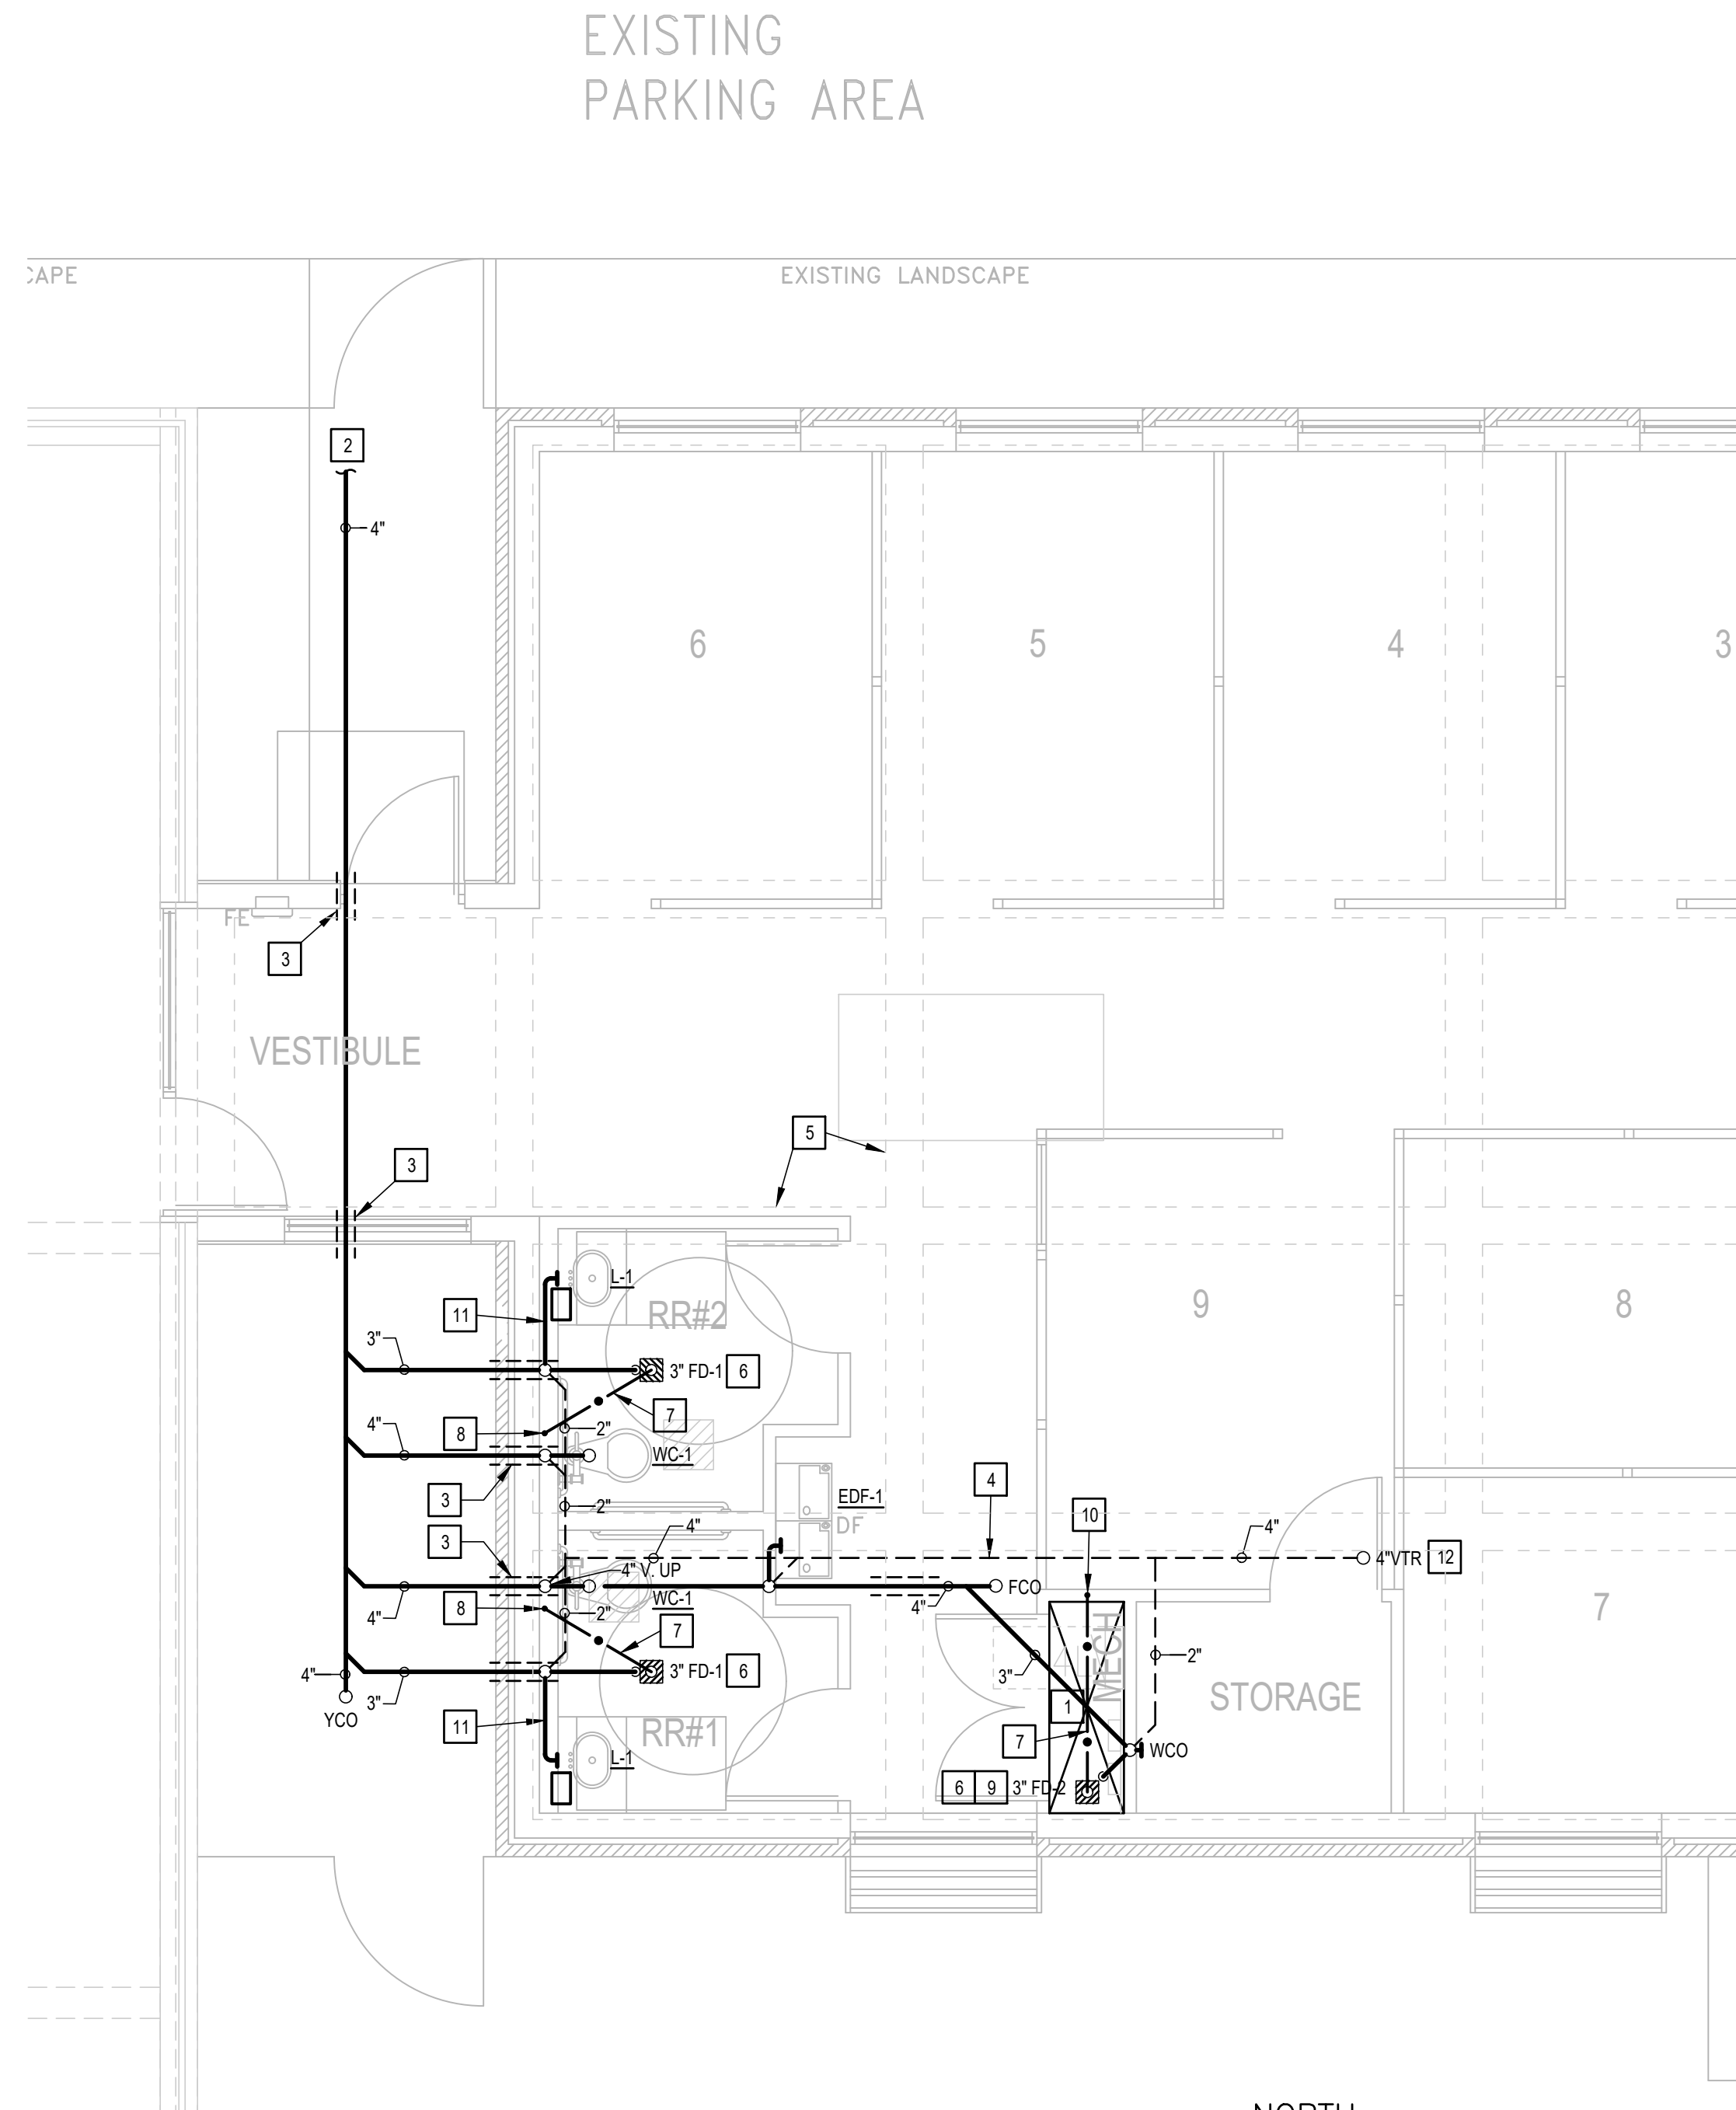 EXISTING
PARKING AREA
CAPE
EXISTING LANDSCAPE
2
4"
6
5
4
3
FE
3
VESTIBULE
5
3
L-1
RR#2
9
8
11
3"
3" FD-1
6
7
4"
8
2"
WC-1
3
2"
EDF-1
DF
4
10
3
4"
4"
4" V. UP
4"VTR
12
FCO
4"
4"
WC-1
7
8
2"
7
MECH
3"
2"
3" FD-1
6
4"
3"
STORAGE
1
YCO
11
RR#1
7
WCO
L-1
6
9
3" FD-2
NORTH